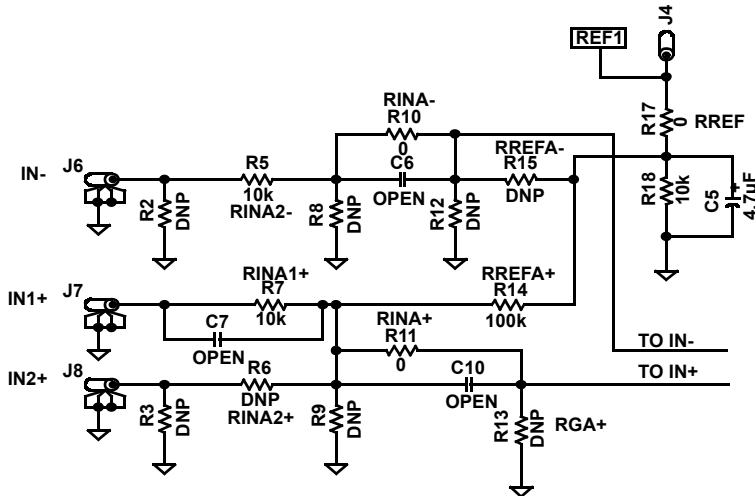 J4
REF1
R17
0
RREF
RINA-
R10
0
RREFA-
R15
DNP
C6
OPEN
IN-
J6
R5
10k
RINA2-
R2
DNP
R8
DNP
R12
DNP
R18
10k
C5
+
4.7µF
IN1+
J7
RINA1+
R7
10k
RREFA+
R14
100k
C7
OPEN
RINA+
R11
0
TO IN-
IN2+
J8
R6
DNP
RINA2+
C10
OPEN
TO IN+
R3
DNP
R9
DNP
R13
DNP
RGA+